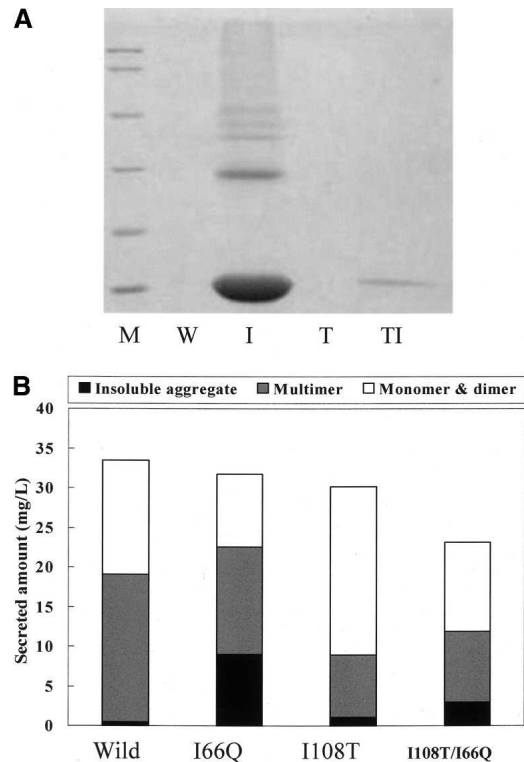 A
M W I T TI
B
Insoluble aggregate Multimer Monomer & dimer
40
35
30
25
20
15
10
5
0
Secreted amount (mg/L)
Wild I66Q I108T I108T/I66Q